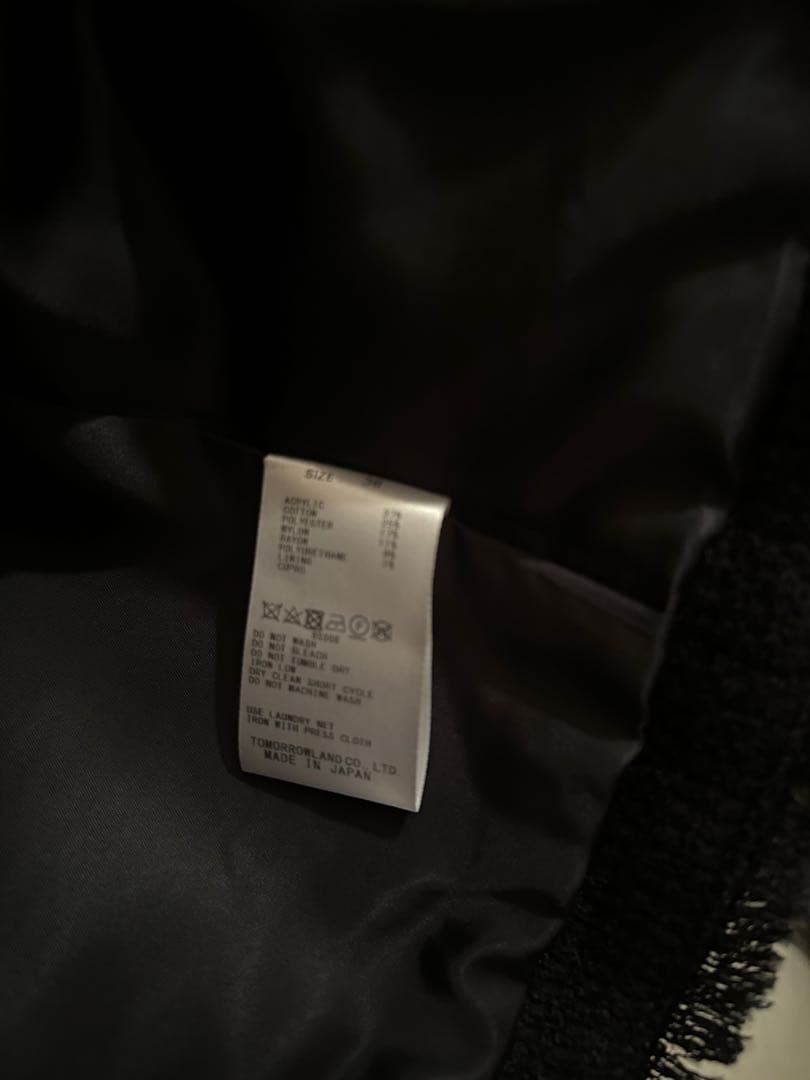 SIZE
ACRYLIC
COTTON
POLYESTER
NYLON
RAYON
POLYURETHANE
LINING
CUPRO
DO NOT WASH
DO NOT BLEACH
DO NOT TUMBLE DRY
IRON LOW
DRY CLEAN SHORT CYCLE
DO NOT MACHINE WASH
USE LAUNDRY NET
IRON WITH PRESS CLOTH
TOMORROWLAND CO., LTD
MADE IN JAPAN